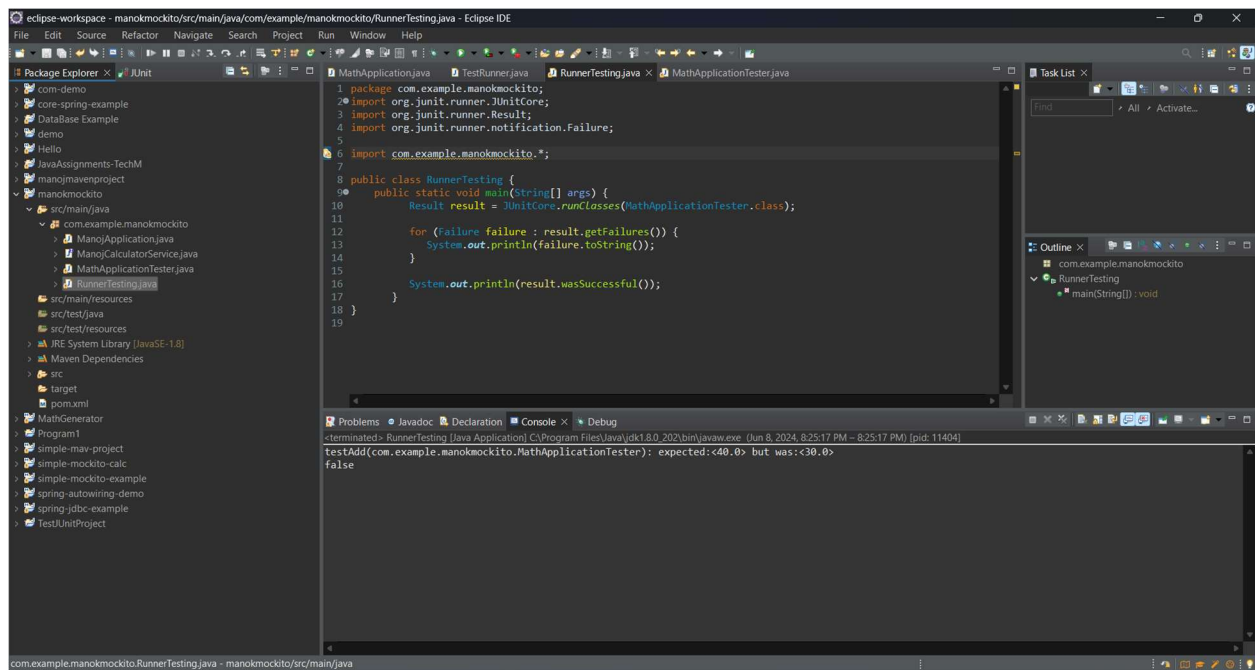 eclipse-workspace - manokmockito/src/main/java/com/example/manokmockito/RunnerTesting.java - Eclipse IDE
File Edit Source Refactor Navigate Search Project Run Window Help
Package Explorer JUnit
com-demo
core-spring-example
DataBase Example
demo
Hello
JavaAssignments-TechM
manojmavenproject
manokmockito
src/main/java
com.example.manokmockito
ManojApplication.java
ManojCalculatorService.java
MathApplicationTester.java
RunnerTesting.java
src/main/resources
src/test/java
src/test/resources
JRE System Library [JavaSE-1.8]
Maven Dependencies
src
target
pom.xml
MathGenerator
Program1
simple-mav-project
simple-mockito-calc
simple-mockito-example
spring-autowiring-demo
spring-jdbc-example
TestJUnitProject
MathApplication.java TestRunner.java RunnerTesting.java MathApplicationTester.java
1 package com.example.manokmockito;
2 import org.junit.runner.JUnitCore;
3 import org.junit.runner.Result;
4 import org.junit.runner.notification.Failure;
5
6 import com.example.manokmockito.*;
7
8 public class RunnerTesting {
9 public static void main(String[] args) {
10 Result result = JUnitCore.runClasses(MathApplicationTester.class);
11
12 for (Failure failure : result.getFailures()) {
13 System.out.println(failure.toString());
14 }
15
16 System.out.println(result.wasSuccessful());
17 }
18 }
19
Task List
Find All Activate...
Outline
com.example.manokmockito
RunnerTesting
main(String[]) : void
Problems Javadoc Declaration Console Debug
<terminated> RunnerTesting [Java Application] C:\Program Files\Java\jdk1.8.0_202\bin\javaw.exe (Jun 8, 2024, 8:25:17 PM – 8:25:17 PM) [pid: 11404]
testAdd(com.example.manokmockito.MathApplicationTester): expected:<40.0> but was:<30.0>
false
com.example.manokmockito.RunnerTesting.java - manokmockito/src/main/java